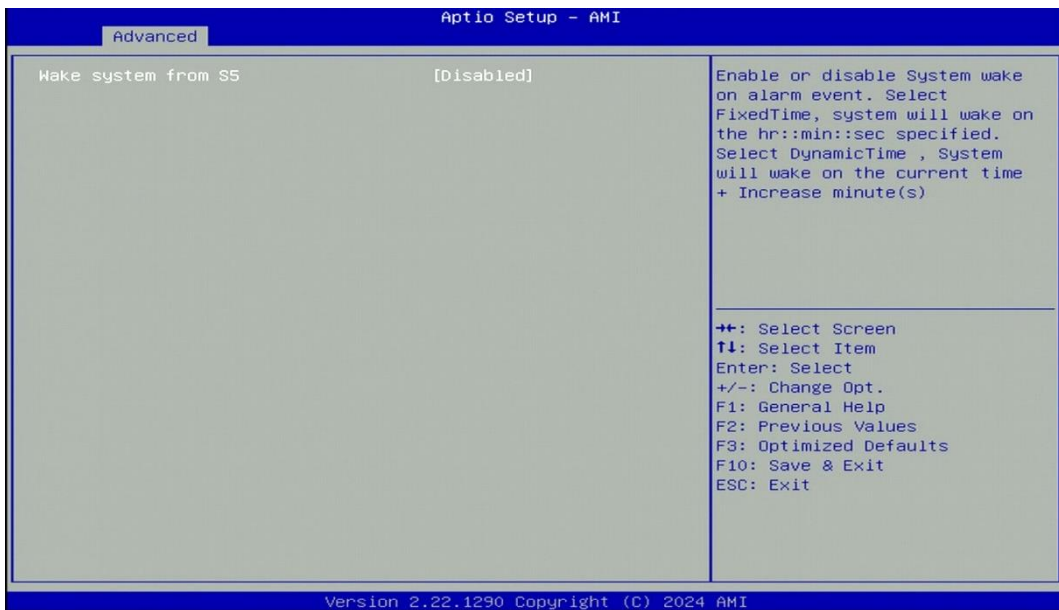 Aptio Setup - AMI
Advanced
Wake system from S5 [Disabled]
Enable or disable System wake
on alarm event. Select
FixedTime, system will wake on
the hr::min::sec specified.
Select DynamicTime , System
will wake on the current time
+ Increase minute(s)
→←: Select Screen
↑↓: Select Item
Enter: Select
+/-: Change Opt.
F1: General Help
F2: Previous Values
F3: Optimized Defaults
F10: Save & Exit
ESC: Exit
Version 2.22.1290 Copyright (C) 2024 AMI